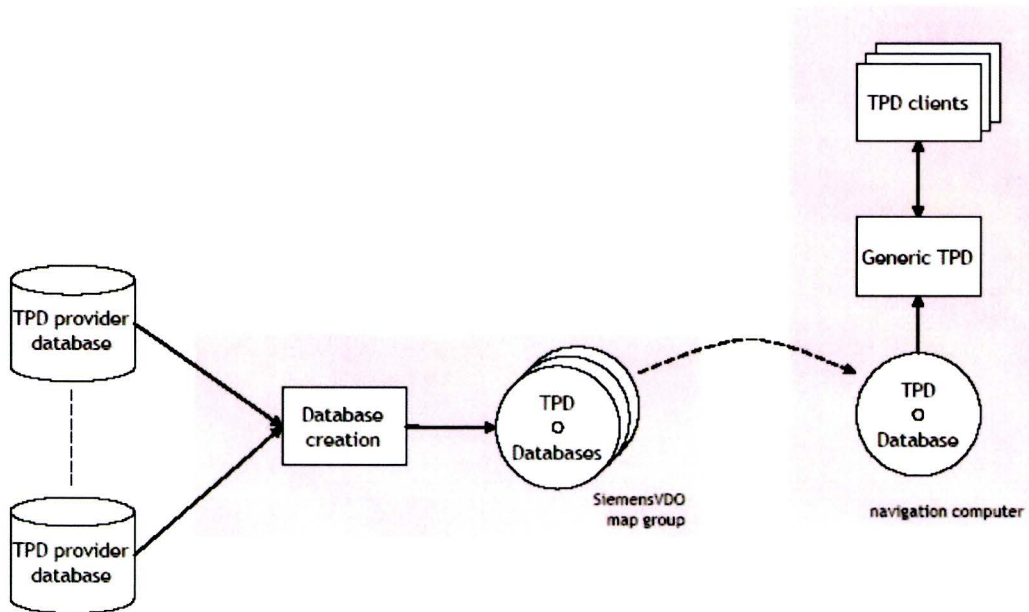 TPD clients
Generic TPD
TPD provider
database
Database
creation
TPD
Databases
TPD
Database
SiemensVDO
map group
navigation computer
TPD provider
database